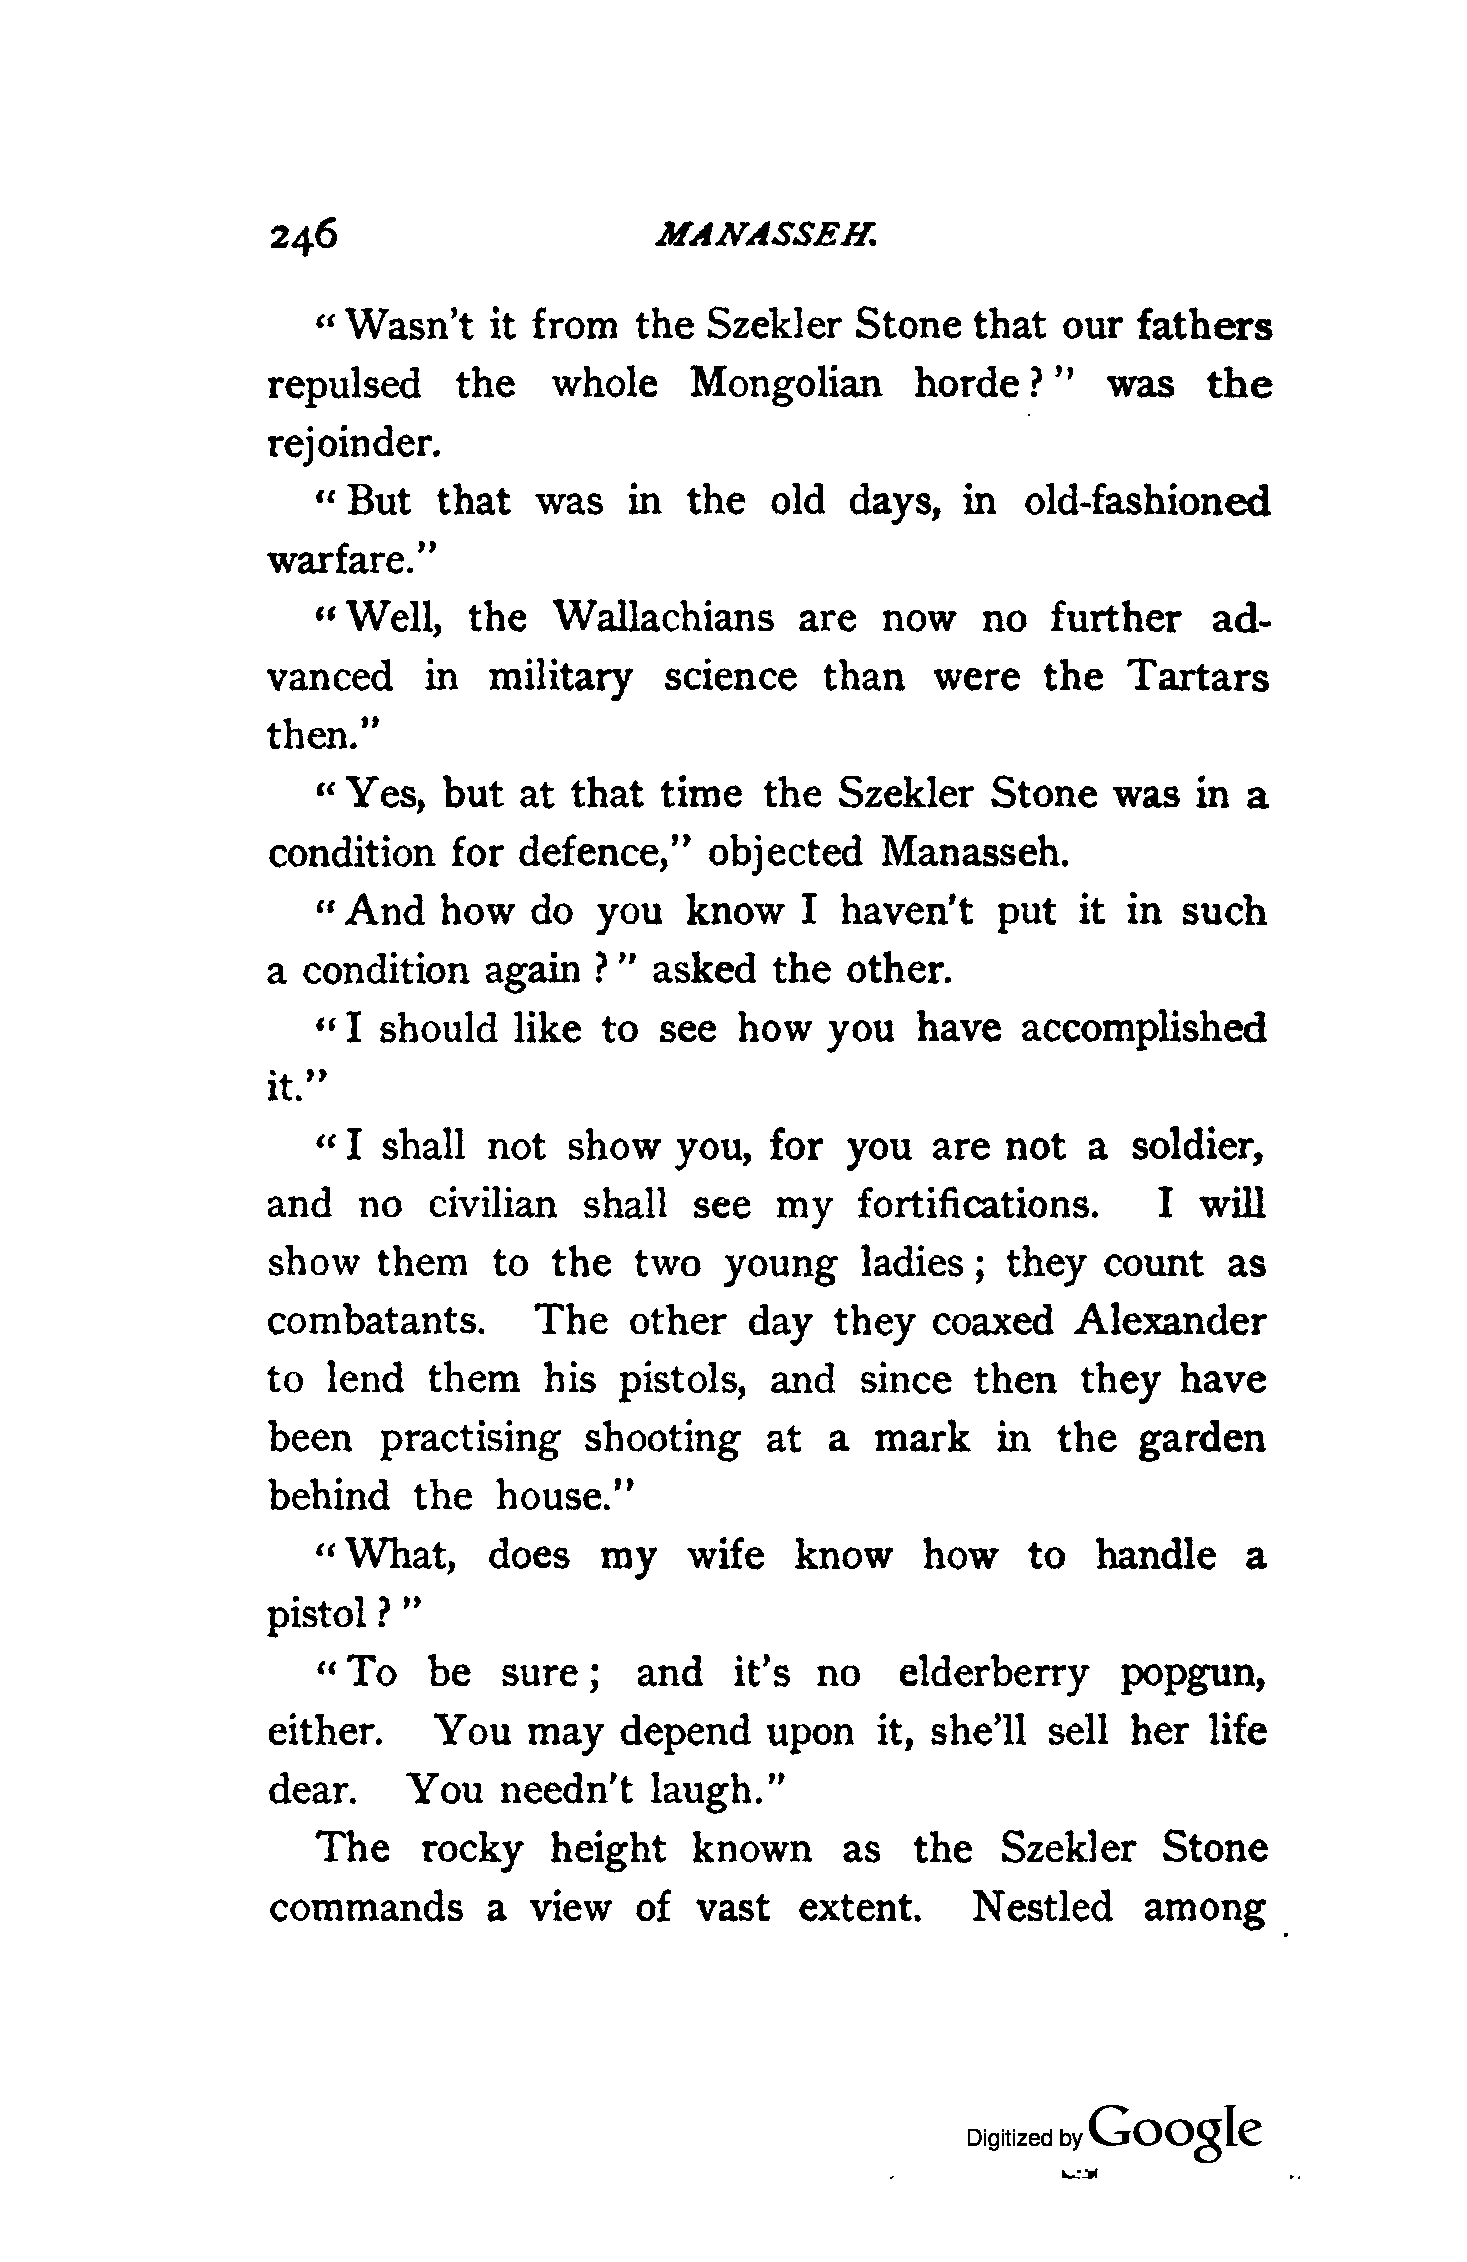 246 MANASSEH.
“Wasn't it from the Szekler Stone that our fathers
repulsed the whole Mongolian horde?” was the
rejoinder.
“But that was in the old days, in old-fashioned
warfare.”
“Well, the Wallachians are now no further ad-
vanced in military science than were the Tartars
then.”
“Yes, but at that time the Szekler Stone was in a
condition for defence,” objected Manasseh.
“And how do you know I haven't put it in such
a condition again?” asked the other.
“I should like to see how you have accomplished
it.”
“I shall not show you, for you are not a soldier,
and no civilian shall see my fortifications. I will
show them to the two young ladies; they count as
combatants. The other day they coaxed Alexander
to lend them his pistols, and since then they have
been practising shooting at a mark in the garden
behind the house.”
“What, does my wife know how to handle a
pistol?”
“To be sure; and it's no elderberry popgun,
either. You may depend upon it, she'll sell her life
dear. You needn't laugh.”
The rocky height known as the Szekler Stone
commands a view of vast extent. Nestled among
Digitized by Google